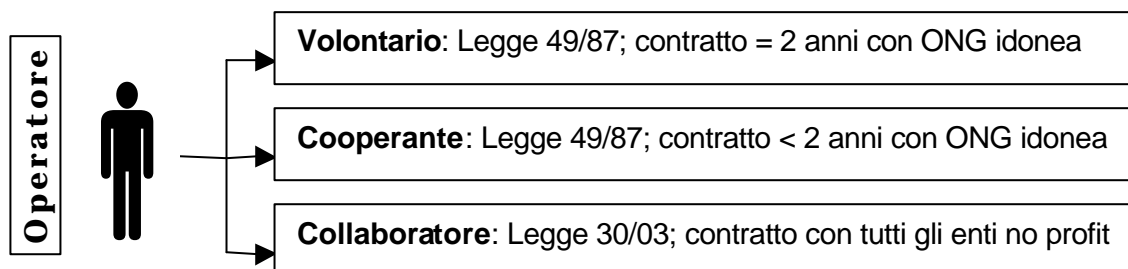 Operatore
Volontario: Legge 49/87; contratto = 2 anni con ONG idonea
Cooperante: Legge 49/87; contratto < 2 anni con ONG idonea
Collaboratore: Legge 30/03; contratto con tutti gli enti no profit